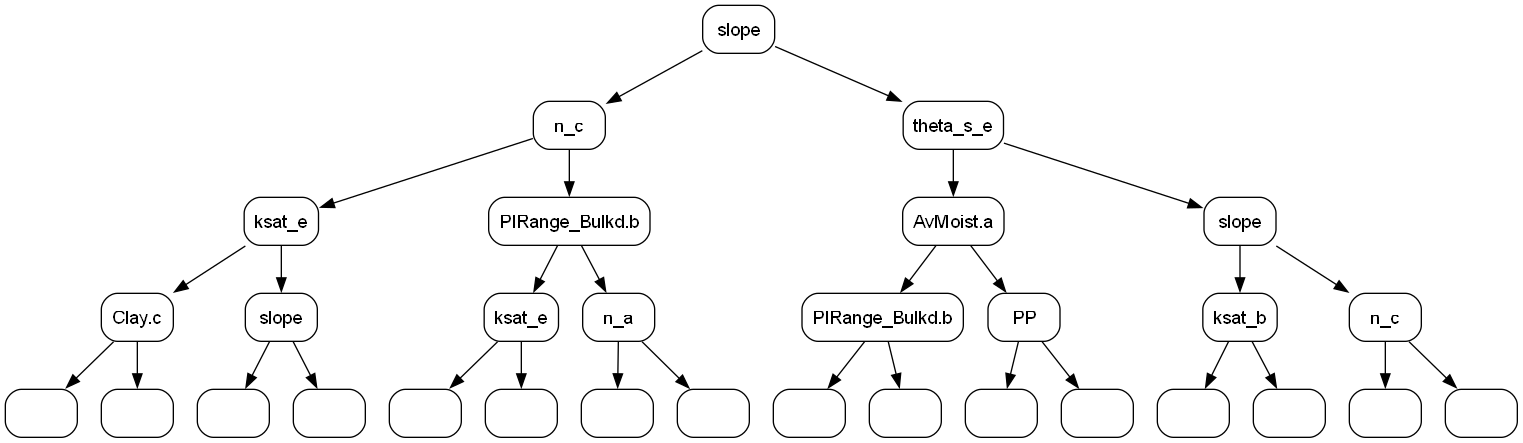 slope
n_c
theta_s_e
ksat_e
PIRange_Bulkd.b
AvMoist.a
slope
Clay.c
slope
ksat_e
n_a
PIRange_Bulkd.b
PP
ksat_b
n_c